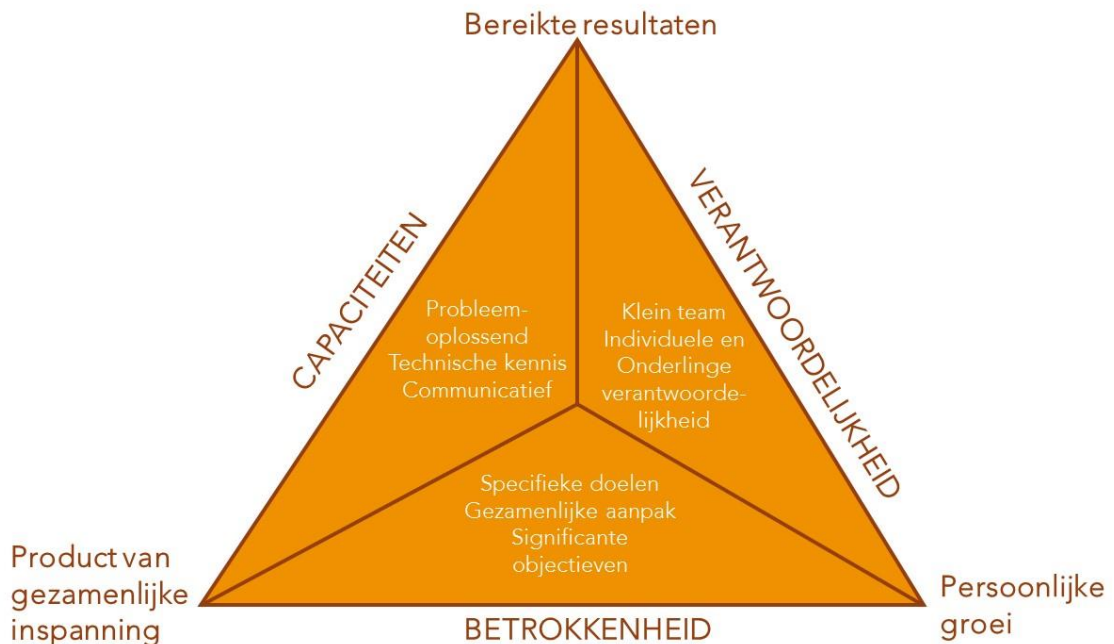 Bereikte resultaten
CAPACITEITEN
VERANTWOORDELIJKHEID
Probleem-
oplossend
Technische kennis
Communicatief
Klein team
Individuele en
Onderlinge
verantwoorde-
lijkheid
Specifieke doelen
Gezamenlijke aanpak
Significante
objectieven
Product van
gezamenlijke
inspanning
BETROKKENHEID
Persoonlijke
groei